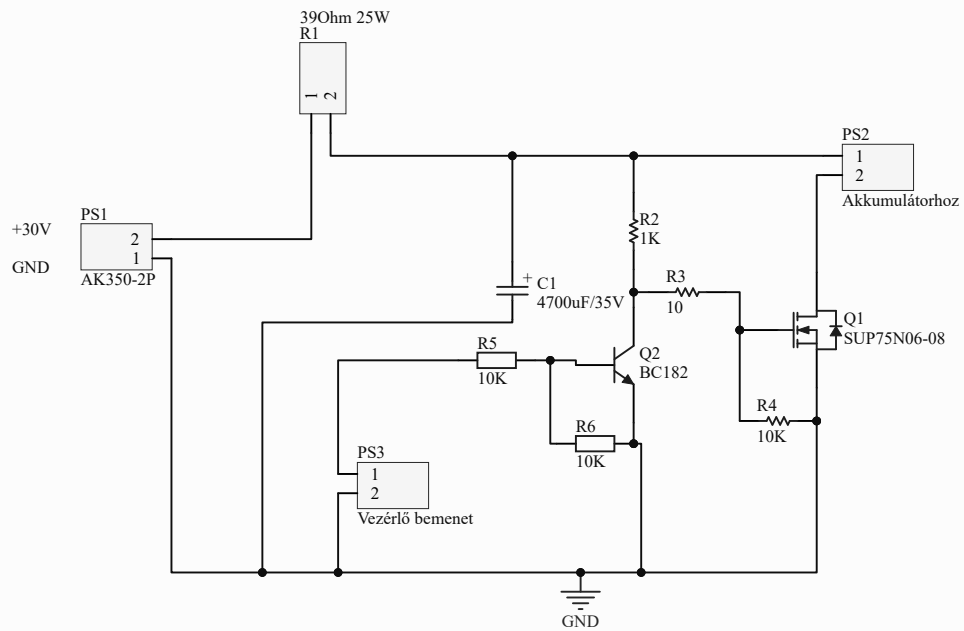 39Ohm 25W
R1
1
2
PS2
1
2
Akkumulátorhoz
PS1
+30V
2
1
GND
AK350-2P
R2
1K
R3
10
+
C1
4700uF/35V
Q1
SUP75N06-08
R5
10K
Q2
BC182
R4
10K
R6
10K
PS3
1
2
Vezérlő bemenet
GND